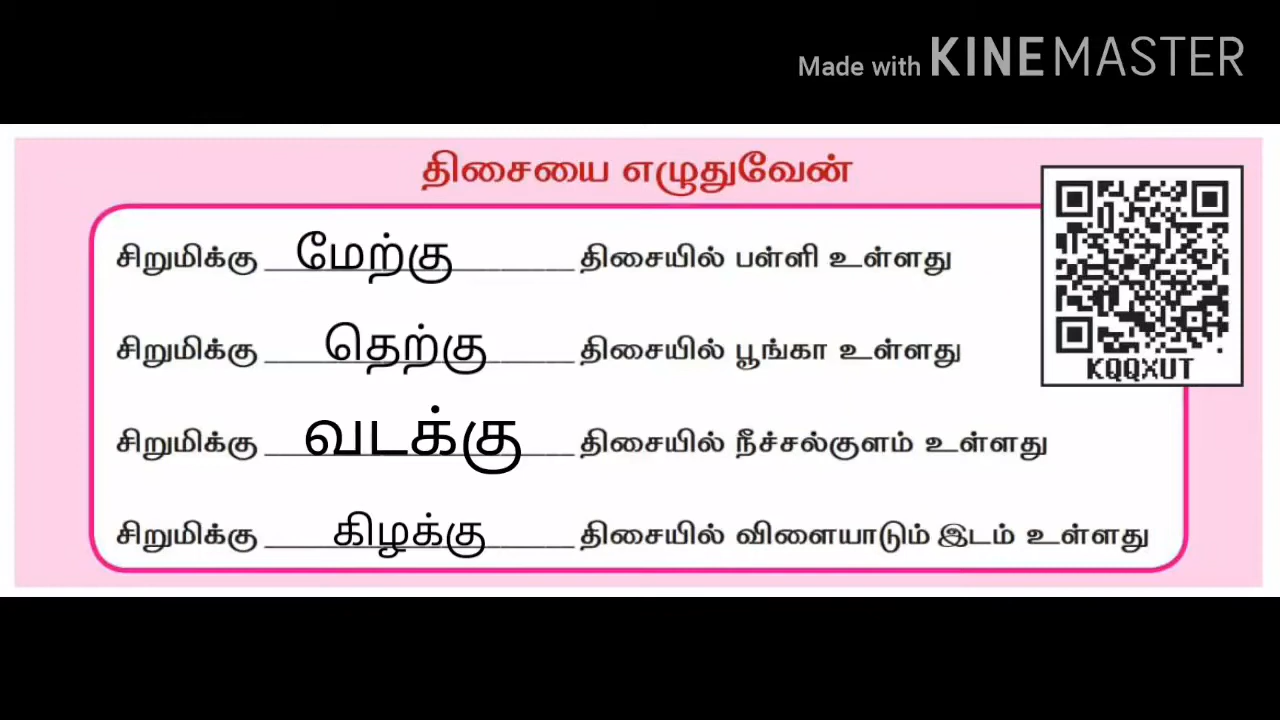 Made with KINEMASTER
திசையை எழுதுவேன்
சிறுமிக்கு மேற்கு திசையில் பள்ளி உள்ளது
சிறுமிக்கு தெற்கு திசையில் பூங்கா உள்ளது
சிறுமிக்கு வடக்கு திசையில் நீச்சல்குளம் உள்ளது
சிறுமிக்கு கிழக்கு திசையில் விளையாடும் இடம் உள்ளது
KQQXUT